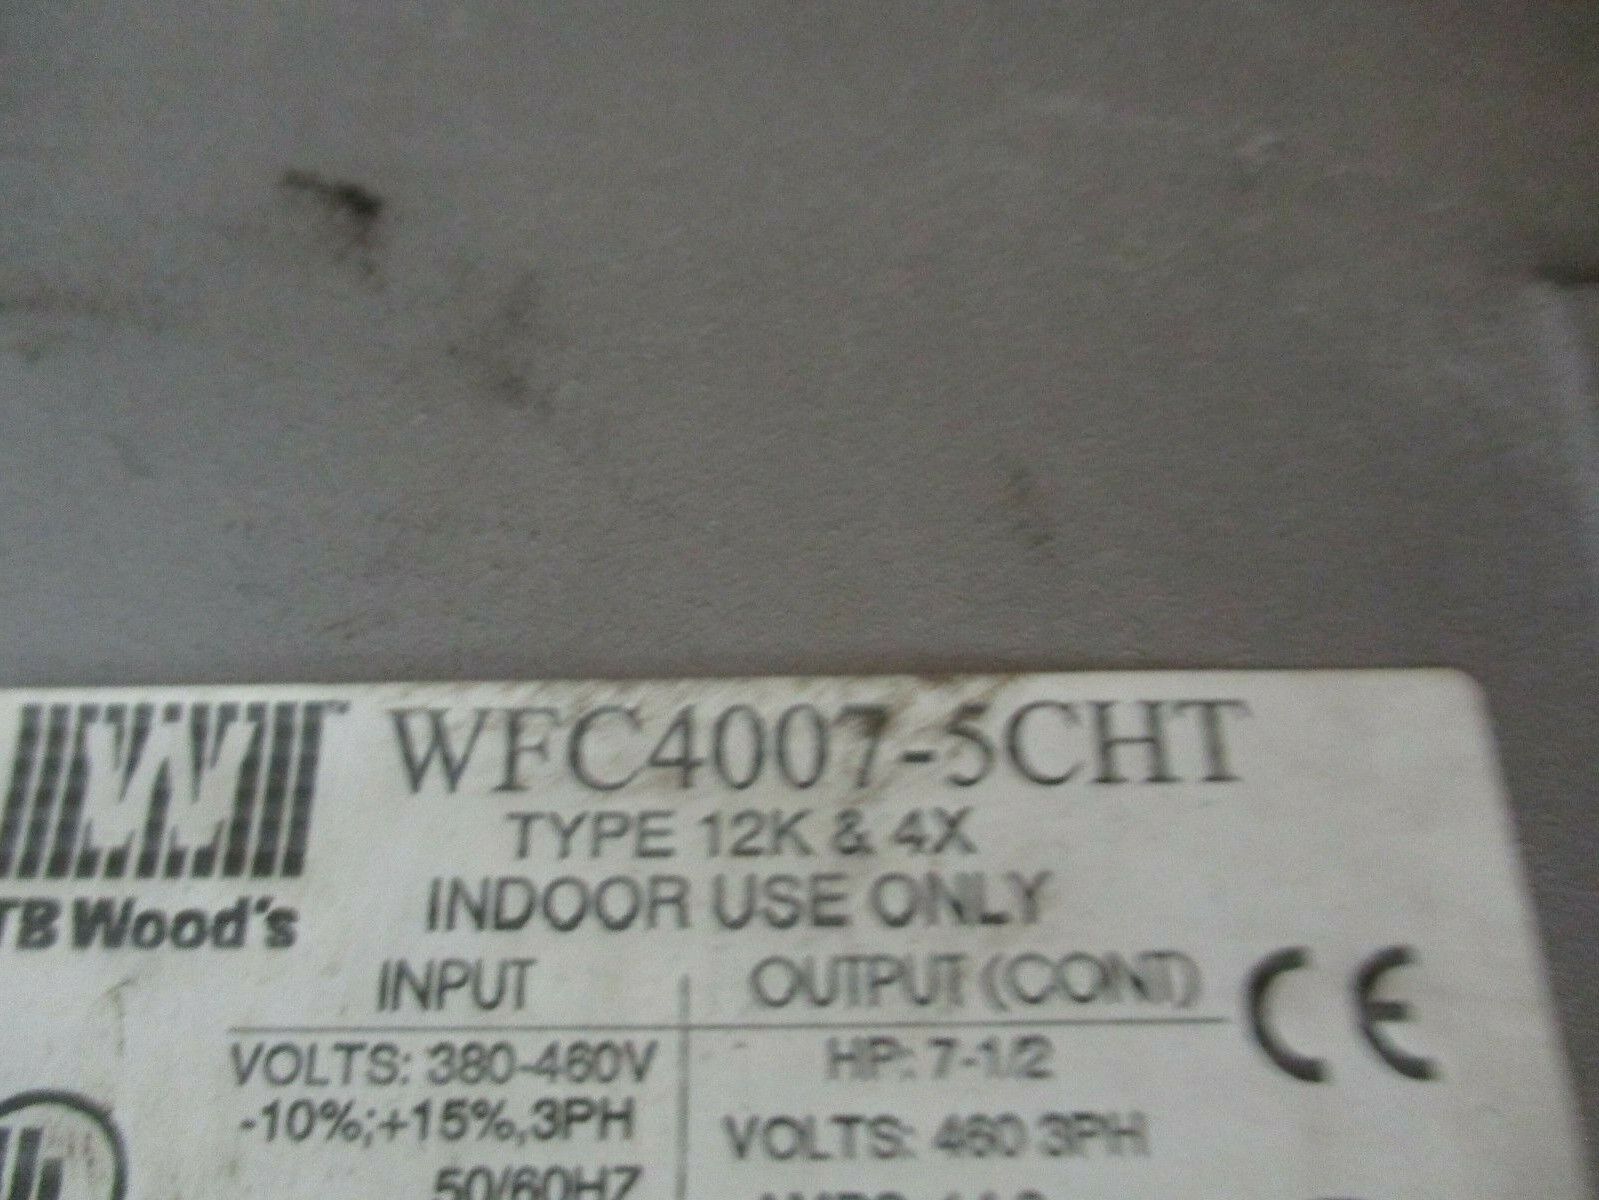 ™ WFC4007-5CHT
TYPE 12K & 4X
TB Wood's
INDOOR USE ONLY
INPUT
OUTPUT (CONT)
CE
VOLTS: 380-460V
HP: 7-1/2
-10%;+15%,3PH
VOLTS: 460 3PH
50/60HZ